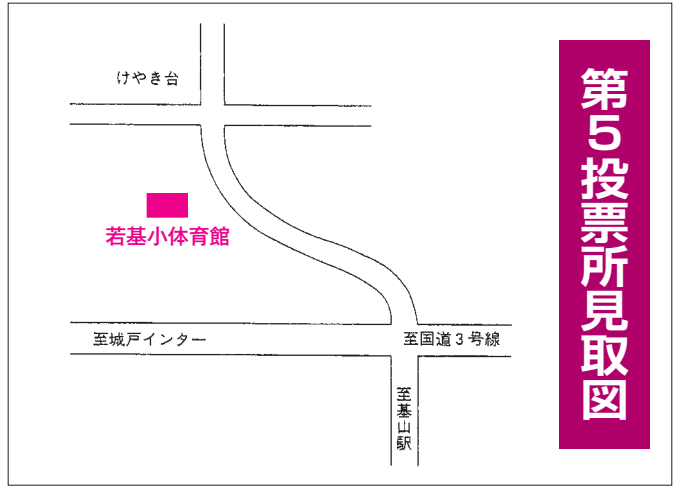 第5投票所見取図
けやき台
若基小体育館
至城戸インター
至国道3号線
至基山駅